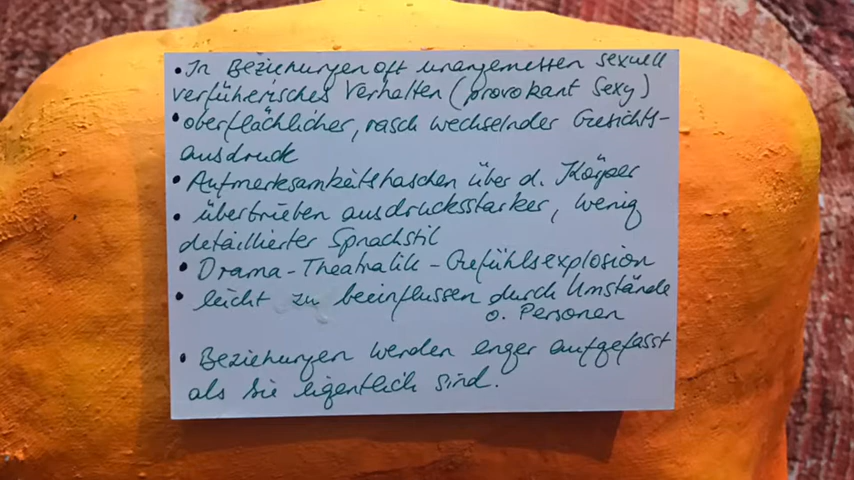 • In Beziehungen oft unangemessen sexuell
verführerisches Verhalten (provokant sexy)
• oberflächlicher, rasch wechselnder Gesichts-
ausdruck
• Aufmerksamkeitshaschen über d. Körper
• übertrieben ausdrucksstarker, wenig
detaillierter Sprachstil
• Drama-Theatralik-Gefühlsexplosion
• leicht zu beeinflussen durch Umstände
o. Personen
• Beziehungen werden enger aufgefasst
als Sie eigentlich sind.